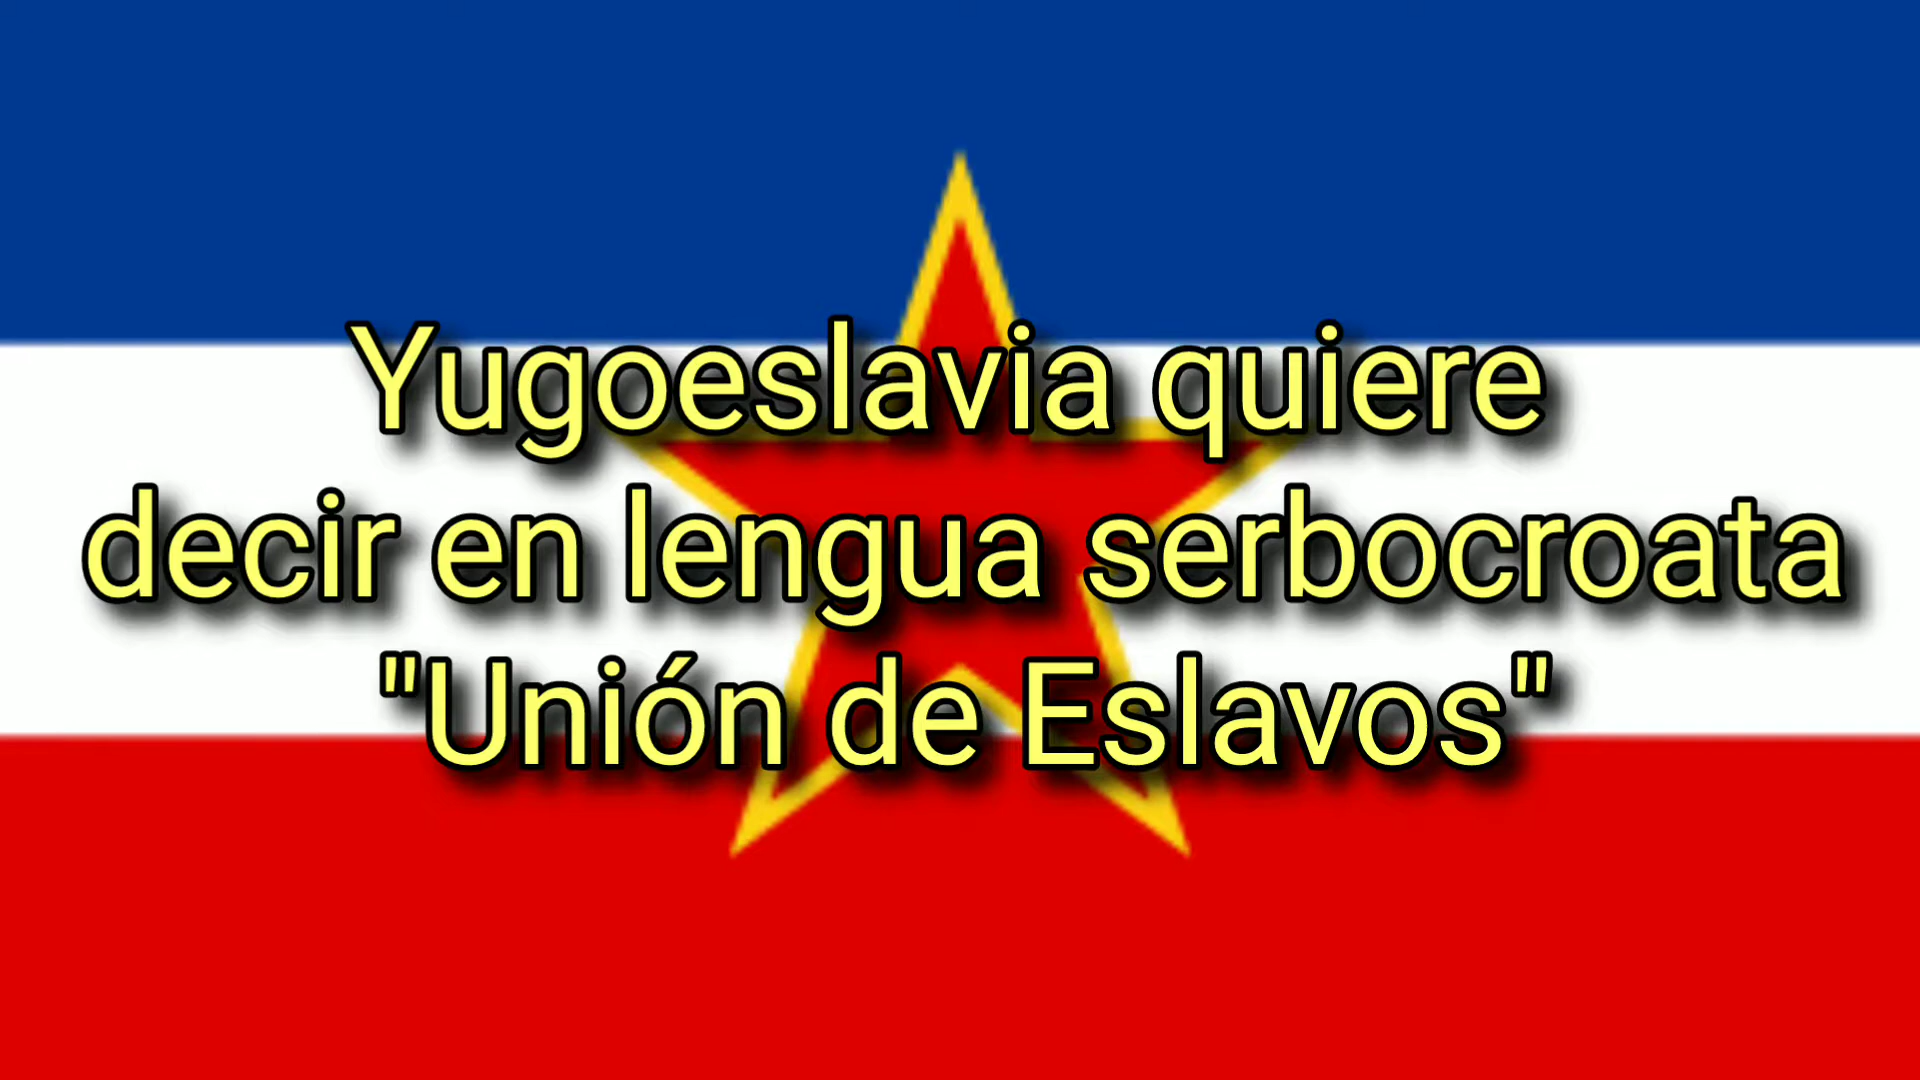 Yugoeslavia quiere
decir en lengua serbocroata
"Unión de Eslavos"